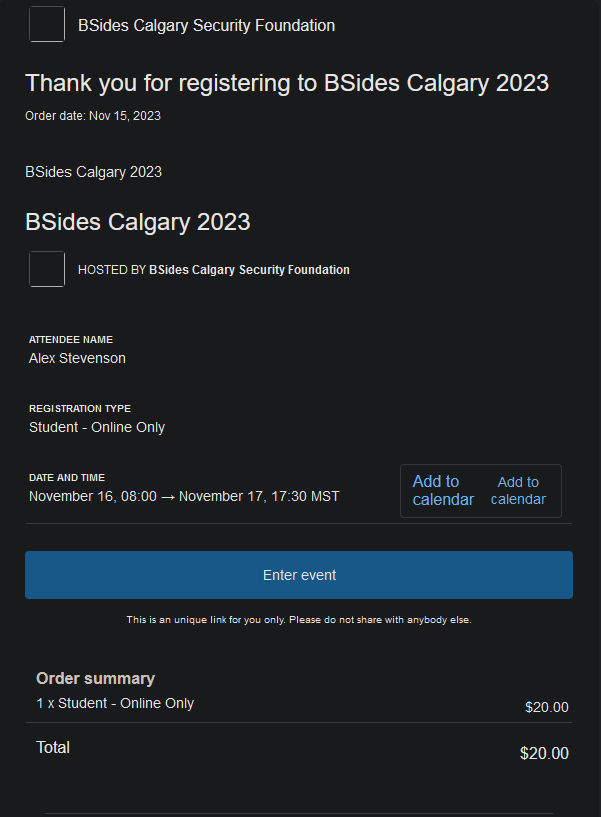 BSides Calgary Security Foundation
Thank you for registering to BSides Calgary 2023
Order date: Nov 15, 2023
BSides Calgary 2023
BSides Calgary 2023
HOSTED BY BSides Calgary Security Foundation
ATTENDEE NAME
Alex Stevenson
REGISTRATION TYPE
Student - Online Only
DATE AND TIME
November 16, 08:00 → November 17, 17:30 MST
Add to
calendar
Add to
calendar
Enter event
This is an unique link for you only. Please do not share with anybody else.
Order summary
1 x Student - Online Only
$20.00
Total
$20.00